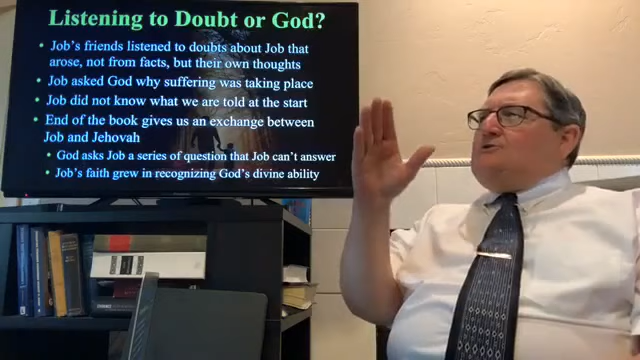 Listening to Doubt or God?
• Job's friends listened to doubts about Job that
arose, not from facts, but their own thoughts
• Job asked God why suffering was taking place
• Job did not know what we are told at the start
• End of the book gives us an exchange between
Job and Jehovah
• God asks Job a series of question that Job can't answer
• Job's faith grew in recognizing God's divine ability